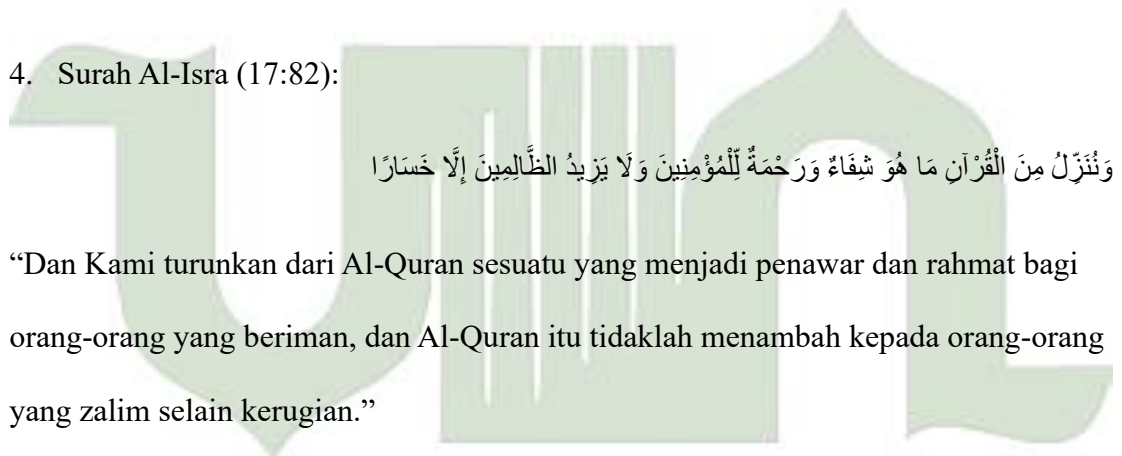 4. Surah Al-Isra (17:82):
وَنُنَزِّلُ مِنَ الْقُرْآنِ مَا هُوَ شِفَاءٌ وَرَحْمَةٌ لِّلْمُؤْمِنِينَ وَلَا يَزِيدُ الظَّالِمِينَ إِلَّا خَسَارًا
“Dan Kami turunkan dari Al-Quran sesuatu yang menjadi penawar dan rahmat bagi
orang-orang yang beriman, dan Al-Quran itu tidaklah menambah kepada orang-orang
yang zalim selain kerugian.”